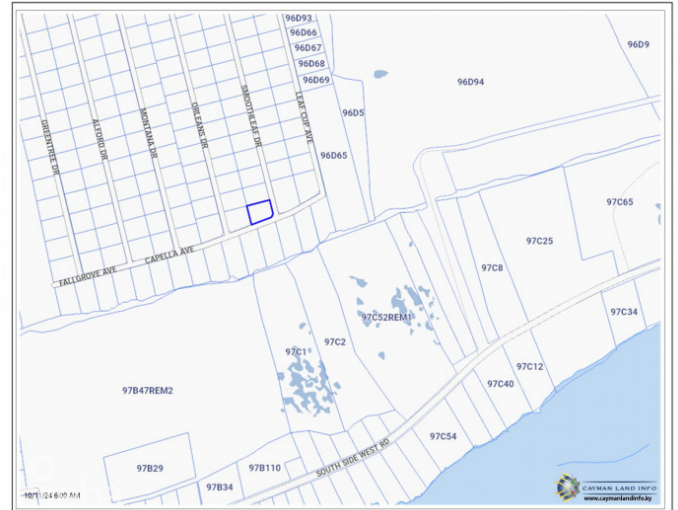 96D93
96D66
96D67
96D68
96D69
96D9
96D94
96D5
96D65
GREENTREE DR
ALFORD DR
MONTANA DR
ORLEANS DR
SMOOTHLEAF DR
LEAF CUP AVE
FALLGROVE AVE
CAPELLA AVE
97C65
97C25
97C8
97C52REM1
97C34
97C2
97C1
97C12
97C40
97B47REM2
97C54
SOUTH SIDE WEST RD
97B29
97B110
97B34
10/11/24 6:09 AM
CAYMAN LAND INFO
www.caymanlandinfo.ky